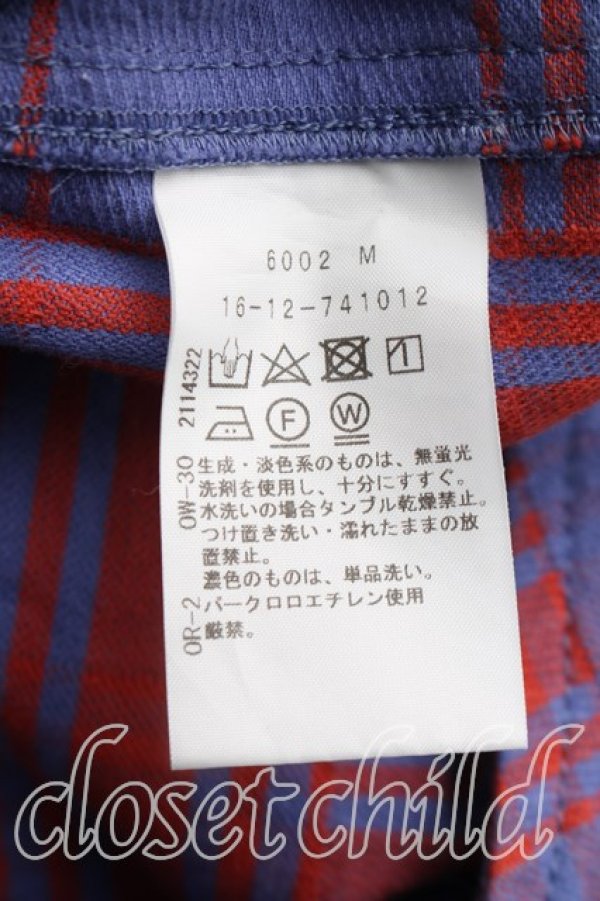 6002 M
16-12-741012
2114322
F W
0W-30
生成・淡色系のものは、無蛍光
洗剤を使用し、十分にすすぐ。
水洗いの場合タンブル乾燥禁止。
つけ置き洗い・濡れたままの放
置禁止。
濃色のものは、単品洗い。
0R-2
パークロロエチレン使用
厳禁。
closet child